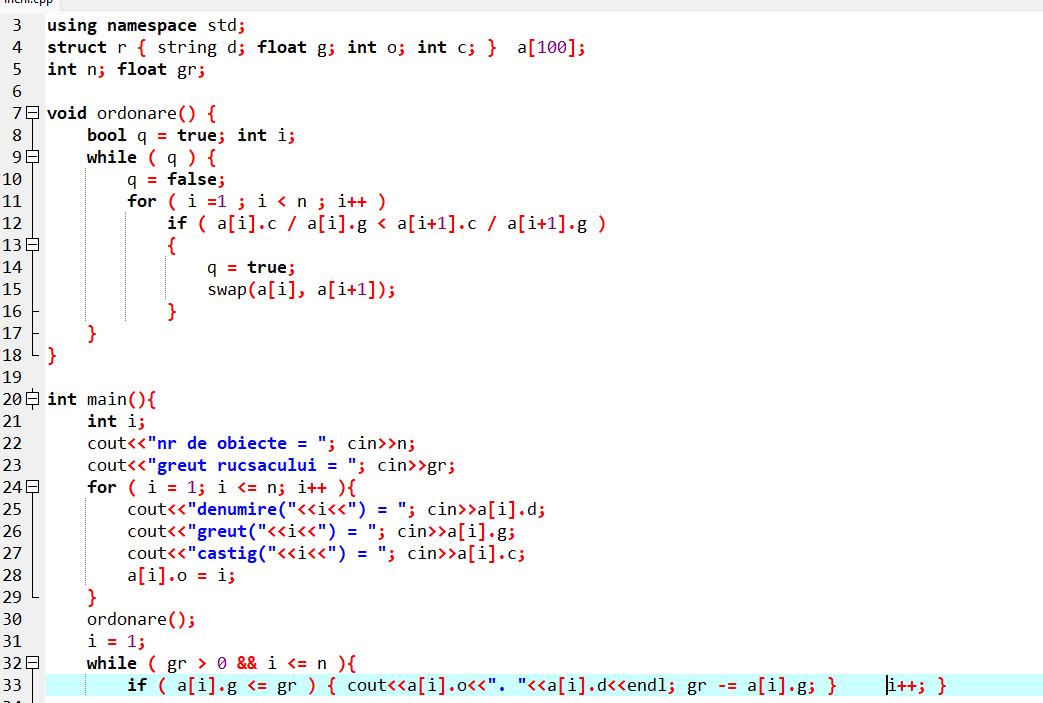 3 using namespace std;
4 struct r { string d; float g; int o; int c; }  a[100];
5 int n; float gr;
6
7 void ordonare() {
8     bool q = true; int i;
9     while ( q ) {
10         q = false;
11         for ( i =1 ; i < n ; i++ )
12             if ( a[i].c / a[i].g < a[i+1].c / a[i+1].g )
13             {
14                 q = true;
15                 swap(a[i], a[i+1]);
16             }
17     }
18 }
19
20 int main(){
21     int i;
22     cout<<"nr de obiecte = "; cin>>n;
23     cout<<"greut rucsacului = "; cin>>gr;
24     for ( i = 1; i <= n; i++ ){
25         cout<<"denumire("<<i<<") = "; cin>>a[i].d;
26         cout<<"greut("<<i<<") = "; cin>>a[i].g;
27         cout<<"castig("<<i<<") = "; cin>>a[i].c;
28         a[i].o = i;
29     }
30     ordonare();
31     i = 1;
32     while ( gr > 0 && i <= n ){
33         if ( a[i].g <= gr ) { cout<<a[i].o<<". "<<a[i].d<<endl; gr -= a[i].g; }     i++; }